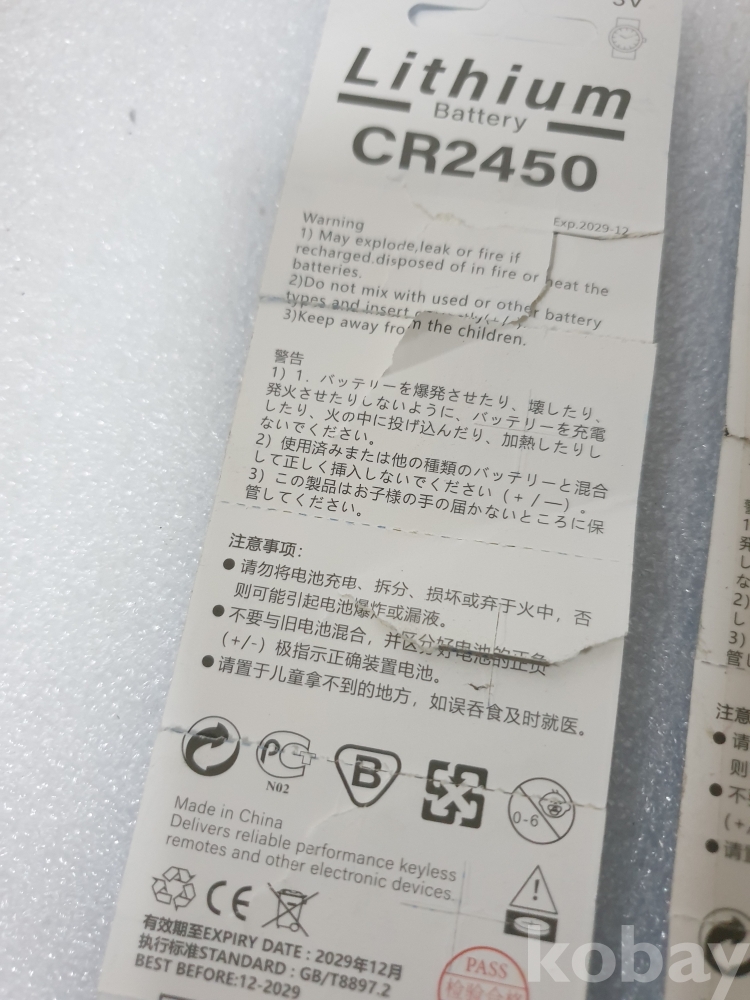 3V
Lithium
Battery
CR2450
Exp.2029-12
Warning
1) May explode,leak or fire if
recharged.disposed of in fire or heat the
batteries.
2)Do not mix with used or other battery
types and insert
3)Keep away from the children.
警告
1) 1. バッテリーを爆発させたり、壊したり、
発火させたりしないように、バッテリーを充電
したり、火の中に投げ込んだり、加熱したりし
ないでください。
2) 使用済みまたは他の種類のバッテリーと混合
して正しく挿入しないでください (+/—)。
3) この製品はお子様の手の届かないところに保
管してください。
注意事项:
● 请勿将电池充电、拆分、损坏或弃于火中，否
则可能引起电池爆炸或漏液。
● 不要与旧电池混合，并区分好电池的正负
(+/-) 极指示正确装置电池。
● 请置于儿童拿不到的地方，如误吞食及时就医。
PC
N02
B
0-6
Made in China
Delivers reliable performance keyless
remotes and other electronic devices.
CE
有效期至EXPIRY DATE : 2029年12月
执行标准STANDARD : GB/T8897.2
BEST BEFORE:12-2029
PASS
检验合格
kobay
注意
● 请
则
● 不
(+
● 请